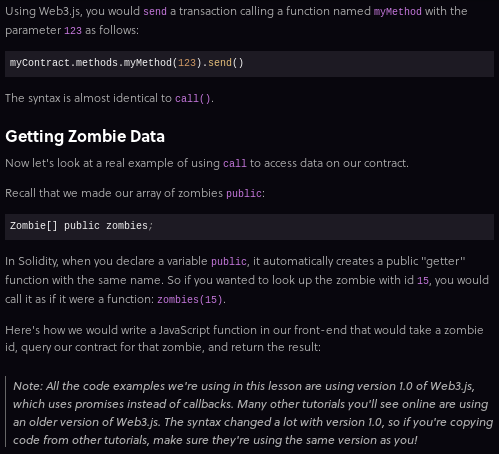 Using Web3.js, you would send a transaction calling a function named myMethod with the
parameter 123 as follows:
myContract.methods.myMethod(123).send()
The syntax is almost identical to call().
Getting Zombie Data
Now let's look at a real example of using call to access data on our contract.
Recall that we made our array of zombies public:
Zombie[] public zombies;
In Solidity, when you declare a variable public, it automatically creates a public "getter"
function with the same name. So if you wanted to look up the zombie with id 15, you would
call it as if it were a function: zombies(15).
Here's how we would write a JavaScript function in our front-end that would take a zombie
id, query our contract for that zombie, and return the result:
Note: All the code examples we're using in this lesson are using version 1.0 of Web3.js,
which uses promises instead of callbacks. Many other tutorials you'll see online are using
an older version of Web3.js. The syntax changed a lot with version 1.0, so if you're copying
code from other tutorials, make sure they're using the same version as you!